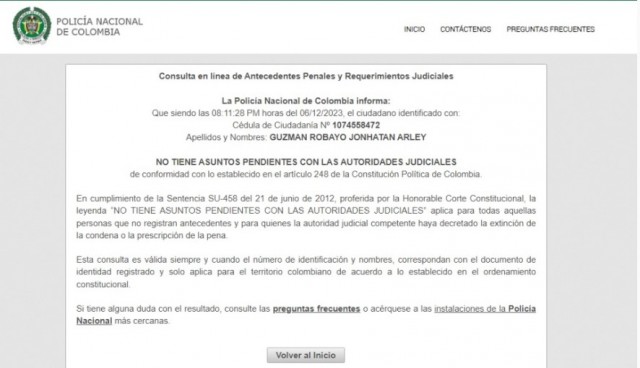 POLICÍA NACIONAL
DE COLOMBIA
INICIO CONTÁCTENOS PREGUNTAS FRECUENTES
Consulta en línea de Antecedentes Penales y Requerimientos Judiciales
La Policía Nacional de Colombia informa:
Que siendo las 08:11:28 PM horas del 06/12/2023, el ciudadano identificado con:
Cédula de Ciudadanía Nº 1074558472
Apellidos y Nombres: GUZMAN ROBAYO JONHATAN ARLEY
NO TIENE ASUNTOS PENDIENTES CON LAS AUTORIDADES JUDICIALES
de conformidad con lo establecido en el artículo 248 de la Constitución Política de Colombia.
En cumplimiento de la Sentencia SU-458 del 21 de junio de 2012, proferida por la Honorable Corte Constitucional, la
leyenda “NO TIENE ASUNTOS PENDIENTES CON LAS AUTORIDADES JUDICIALES” aplica para todas aquellas
personas que no registran antecedentes y para quienes la autoridad judicial competente haya decretado la extinción de
la condena o la prescripción de la pena.
Esta consulta es válida siempre y cuando el número de identificación y nombres, correspondan con el documento de
identidad registrado y solo aplica para el territorio colombiano de acuerdo a lo establecido en el ordenamiento
constitucional.
Si tiene alguna duda con el resultado, consulte las preguntas frecuentes o acérquese a las instalaciones de la Policía
Nacional más cercanas.
Volver al Inicio